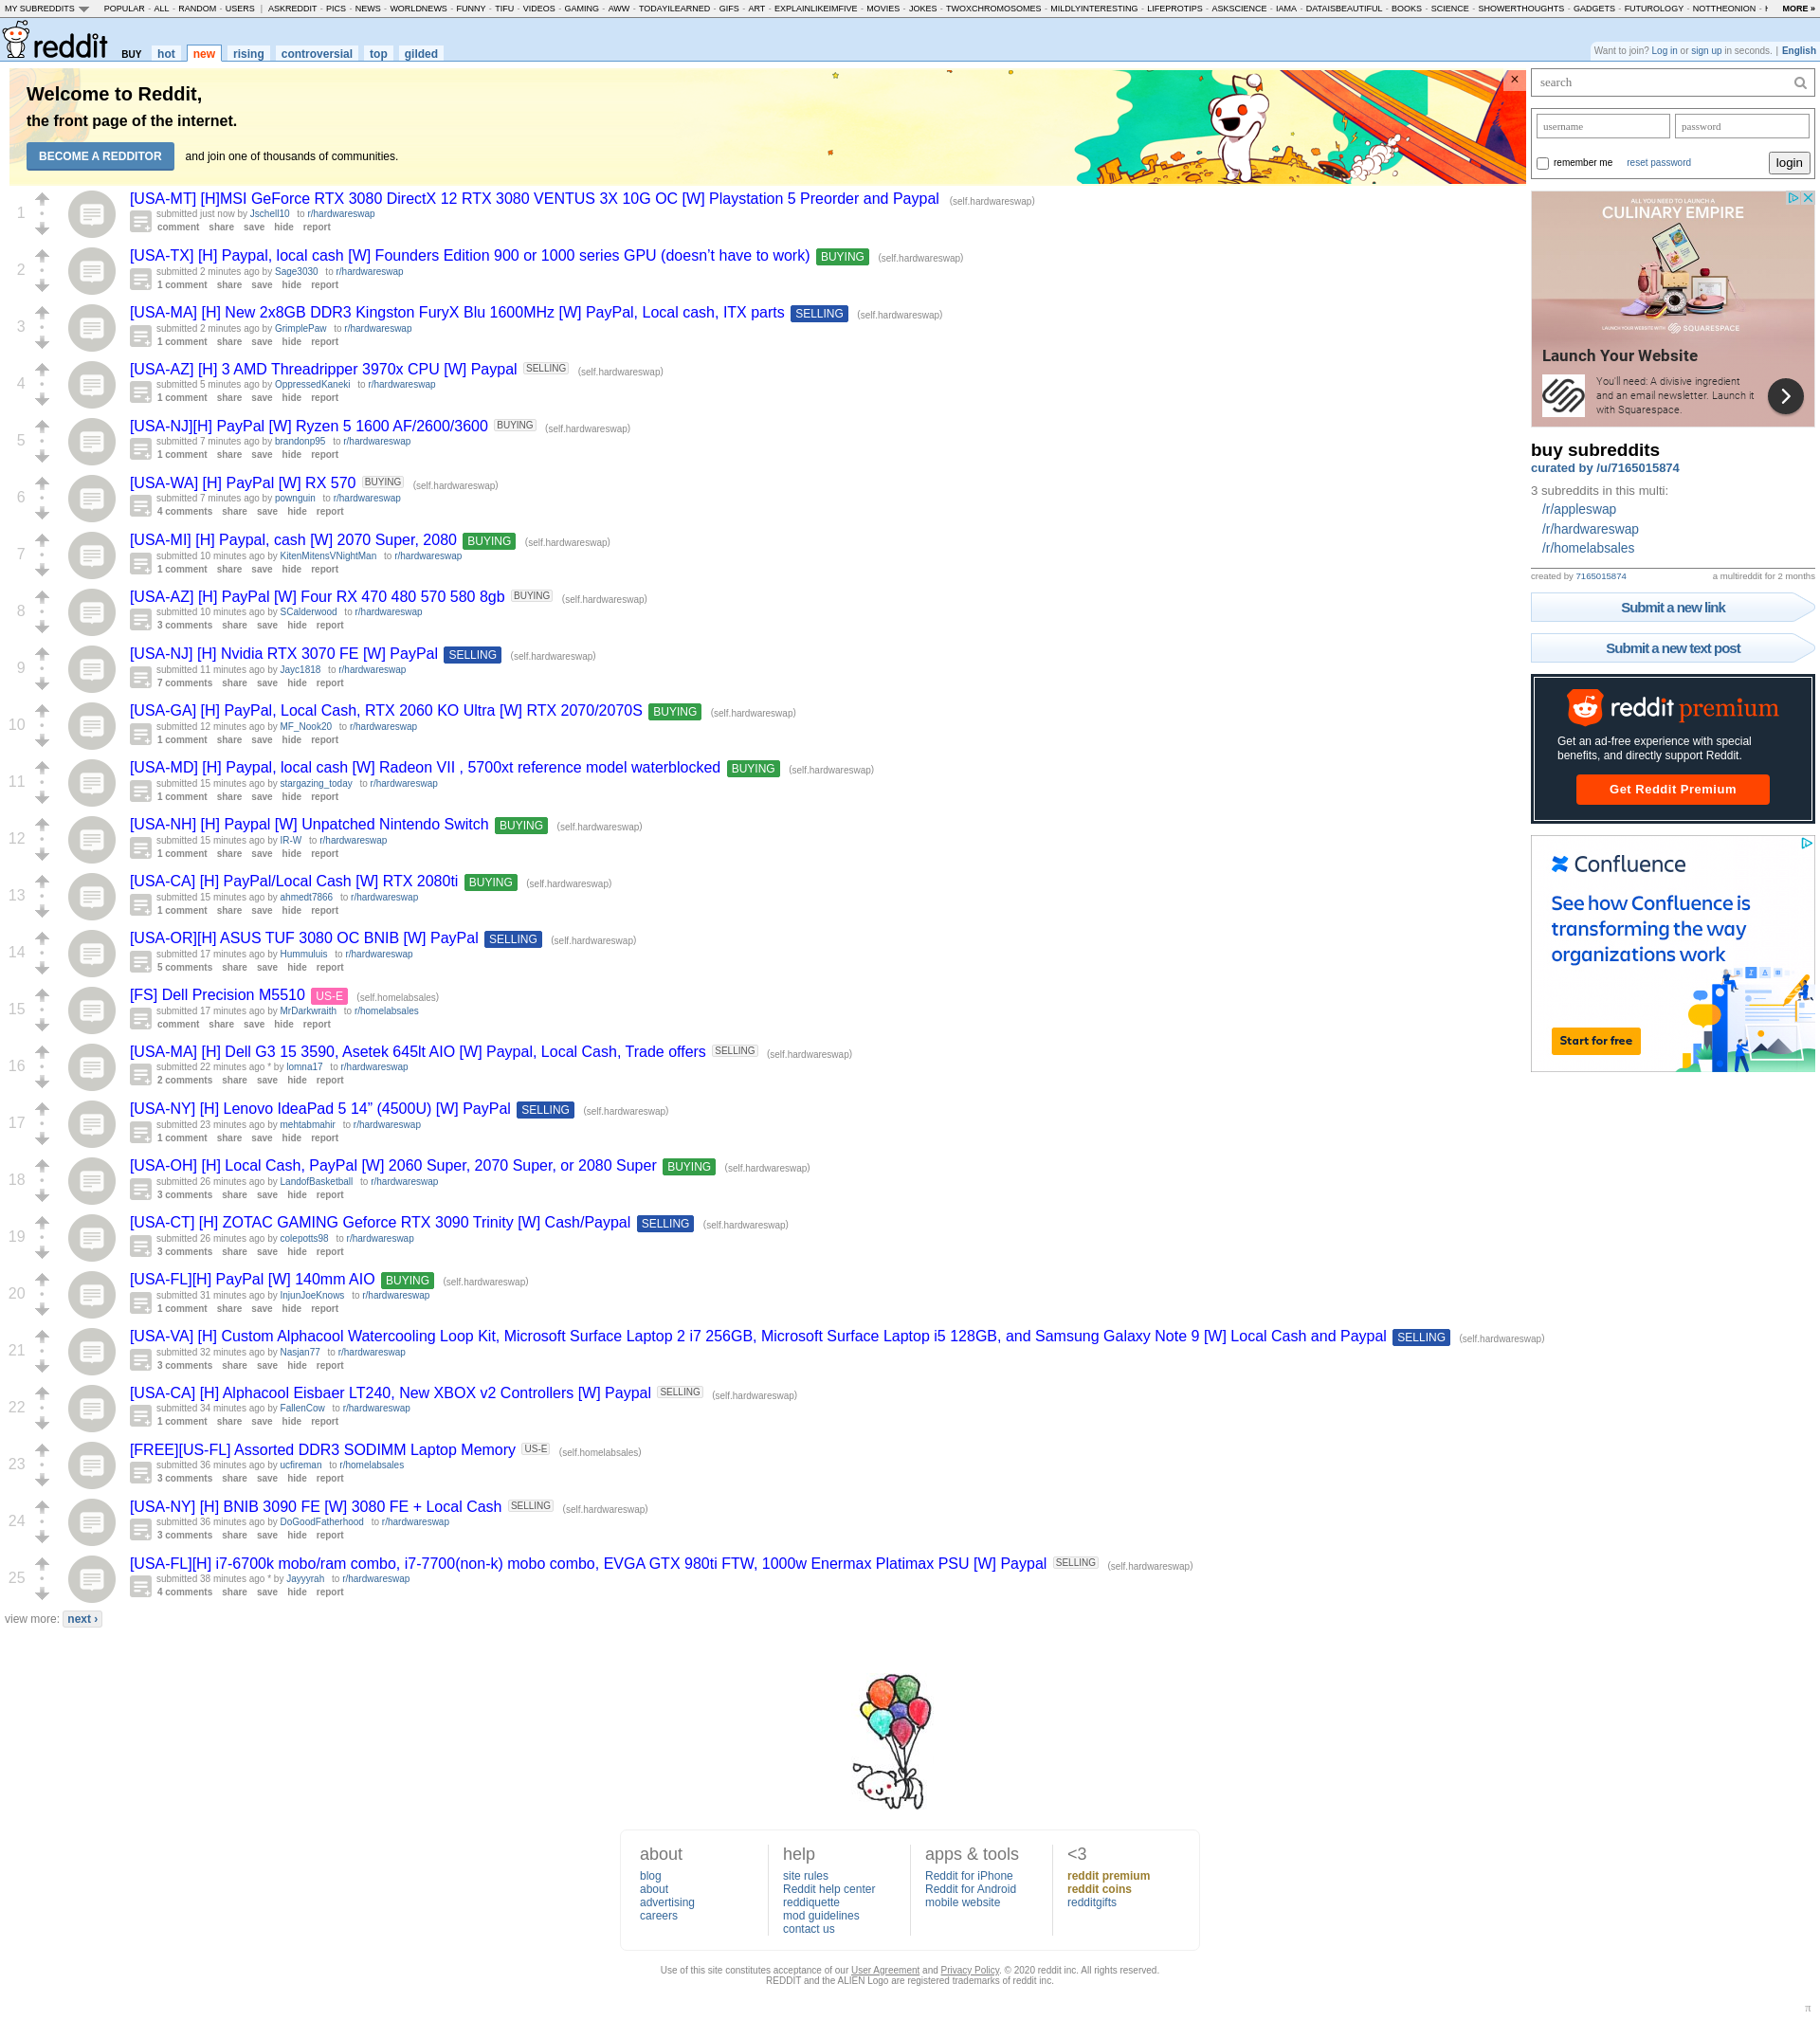 MY SUBREDDITS POPULAR - ALL - RANDOM - USERS | ASKREDDIT - PICS - NEWS - WORLDNEWS - FUNNY - TIFU - VIDEOS - GAMING - AWW - TODAYILEARNED - GIFS - ART - EXPLAINLIKEIMFIVE - MOVIES - JOKES - TWOXCHROMOSOMES - MILDLYINTERESTING - LIFEPROTIPS - ASKSCIENCE - IAMA - DATAISBEAUTIFUL - BOOKS - SCIENCE - SHOWERTHOUGHTS - GADGETS - FUTUROLOGY - NOTTHEONION - MORE »
reddit BUY hot new rising controversial top gilded
Want to join? Log in or sign up in seconds. | English
Welcome to Reddit,
the front page of the internet.
BECOME A REDDITOR and join one of thousands of communities.
×
1
[USA-MT] [H]MSI GeForce RTX 3080 DirectX 12 RTX 3080 VENTUS 3X 10G OC [W] Playstation 5 Preorder and Paypal (self.hardwareswap)
submitted just now by Jschell10 to r/hardwareswap
comment share save hide report
2
[USA-TX] [H] Paypal, local cash [W] Founders Edition 900 or 1000 series GPU (doesn't have to work) BUYING (self.hardwareswap)
submitted 2 minutes ago by Sage3030 to r/hardwareswap
1 comment share save hide report
3
[USA-MA] [H] New 2x8GB DDR3 Kingston FuryX Blu 1600MHz [W] PayPal, Local cash, ITX parts SELLING (self.hardwareswap)
submitted 2 minutes ago by GrimplePaw to r/hardwareswap
1 comment share save hide report
4
[USA-AZ] [H] 3 AMD Threadripper 3970x CPU [W] Paypal SELLING (self.hardwareswap)
submitted 5 minutes ago by OppressedKaneki to r/hardwareswap
1 comment share save hide report
5
[USA-NJ][H] PayPal [W] Ryzen 5 1600 AF/2600/3600 BUYING (self.hardwareswap)
submitted 7 minutes ago by brandonp95 to r/hardwareswap
1 comment share save hide report
6
[USA-WA] [H] PayPal [W] RX 570 BUYING (self.hardwareswap)
submitted 7 minutes ago by pownguin to r/hardwareswap
4 comments share save hide report
7
[USA-MI] [H] Paypal, cash [W] 2070 Super, 2080 BUYING (self.hardwareswap)
submitted 10 minutes ago by KitenMitensVNightMan to r/hardwareswap
1 comment share save hide report
8
[USA-AZ] [H] PayPal [W] Four RX 470 480 570 580 8gb BUYING (self.hardwareswap)
submitted 10 minutes ago by SCalderwood to r/hardwareswap
3 comments share save hide report
9
[USA-NJ] [H] Nvidia RTX 3070 FE [W] PayPal SELLING (self.hardwareswap)
submitted 11 minutes ago by Jayc1818 to r/hardwareswap
7 comments share save hide report
10
[USA-GA] [H] PayPal, Local Cash, RTX 2060 KO Ultra [W] RTX 2070/2070S BUYING (self.hardwareswap)
submitted 12 minutes ago by MF_Nook20 to r/hardwareswap
1 comment share save hide report
11
[USA-MD] [H] Paypal, local cash [W] Radeon VII , 5700xt reference model waterblocked BUYING (self.hardwareswap)
submitted 15 minutes ago by stargazing_today to r/hardwareswap
1 comment share save hide report
12
[USA-NH] [H] Paypal [W] Unpatched Nintendo Switch BUYING (self.hardwareswap)
submitted 15 minutes ago by IR-W to r/hardwareswap
1 comment share save hide report
13
[USA-CA] [H] PayPal/Local Cash [W] RTX 2080ti BUYING (self.hardwareswap)
submitted 15 minutes ago by ahmedt7866 to r/hardwareswap
1 comment share save hide report
14
[USA-OR][H] ASUS TUF 3080 OC BNIB [W] PayPal SELLING (self.hardwareswap)
submitted 17 minutes ago by Hummuluis to r/hardwareswap
5 comments share save hide report
15
[FS] Dell Precision M5510 US-E (self.homelabsales)
submitted 17 minutes ago by MrDarkwraith to r/homelabsales
comment share save hide report
16
[USA-MA] [H] Dell G3 15 3590, Asetek 645lt AIO [W] Paypal, Local Cash, Trade offers SELLING (self.hardwareswap)
submitted 22 minutes ago * by lomna17 to r/hardwareswap
2 comments share save hide report
17
[USA-NY] [H] Lenovo IdeaPad 5 14” (4500U) [W] PayPal SELLING (self.hardwareswap)
submitted 23 minutes ago by mehtabmahir to r/hardwareswap
1 comment share save hide report
18
[USA-OH] [H] Local Cash, PayPal [W] 2060 Super, 2070 Super, or 2080 Super BUYING (self.hardwareswap)
submitted 26 minutes ago by LandofBasketball to r/hardwareswap
3 comments share save hide report
19
[USA-CT] [H] ZOTAC GAMING Geforce RTX 3090 Trinity [W] Cash/Paypal SELLING (self.hardwareswap)
submitted 26 minutes ago by colepotts98 to r/hardwareswap
3 comments share save hide report
20
[USA-FL][H] PayPal [W] 140mm AIO BUYING (self.hardwareswap)
submitted 31 minutes ago by InjunJoeKnows to r/hardwareswap
1 comment share save hide report
21
[USA-VA] [H] Custom Alphacool Watercooling Loop Kit, Microsoft Surface Laptop 2 i7 256GB, Microsoft Surface Laptop i5 128GB, and Samsung Galaxy Note 9 [W] Local Cash and Paypal SELLING (self.hardwareswap)
submitted 32 minutes ago by Nasjan77 to r/hardwareswap
3 comments share save hide report
22
[USA-CA] [H] Alphacool Eisbaer LT240, New XBOX v2 Controllers [W] Paypal SELLING (self.hardwareswap)
submitted 34 minutes ago by FallenCow to r/hardwareswap
1 comment share save hide report
23
[FREE][US-FL] Assorted DDR3 SODIMM Laptop Memory US-E (self.homelabsales)
submitted 36 minutes ago by ucfireman to r/homelabsales
3 comments share save hide report
24
[USA-NY] [H] BNIB 3090 FE [W] 3080 FE + Local Cash SELLING (self.hardwareswap)
submitted 36 minutes ago by DoGoodFatherhood to r/hardwareswap
3 comments share save hide report
25
[USA-FL][H] i7-6700k mobo/ram combo, i7-7700(non-k) mobo combo, EVGA GTX 980ti FTW, 1000w Enermax Platimax PSU [W] Paypal SELLING (self.hardwareswap)
submitted 38 minutes ago * by Jayyyrah to r/hardwareswap
4 comments share save hide report
view more: next ›
search
username password
remember me reset password login
ALL YOU NEED TO LAUNCH A
CULINARY EMPIRE
LAUNCH YOUR WEBSITE WITH SQUARESPACE
Launch Your Website
You'll need: A divisive ingredient
and an email newsletter. Launch it
with Squarespace.
buy subreddits
curated by /u/7165015874
3 subreddits in this multi:
/r/appleswap
/r/hardwareswap
/r/homelabsales
created by 7165015874 a multireddit for 2 months
Submit a new link
Submit a new text post
reddit premium
Get an ad-free experience with special
benefits, and directly support Reddit.
Get Reddit Premium
Confluence
See how Confluence is
transforming the way
organizations work
Start for free
about
blog
about
advertising
careers
help
site rules
Reddit help center
reddiquette
mod guidelines
contact us
apps & tools
Reddit for iPhone
Reddit for Android
mobile website
<3
reddit premium
reddit coins
redditgifts
Use of this site constitutes acceptance of our User Agreement and Privacy Policy. © 2020 reddit inc. All rights reserved.
REDDIT and the ALIEN Logo are registered trademarks of reddit inc.
π